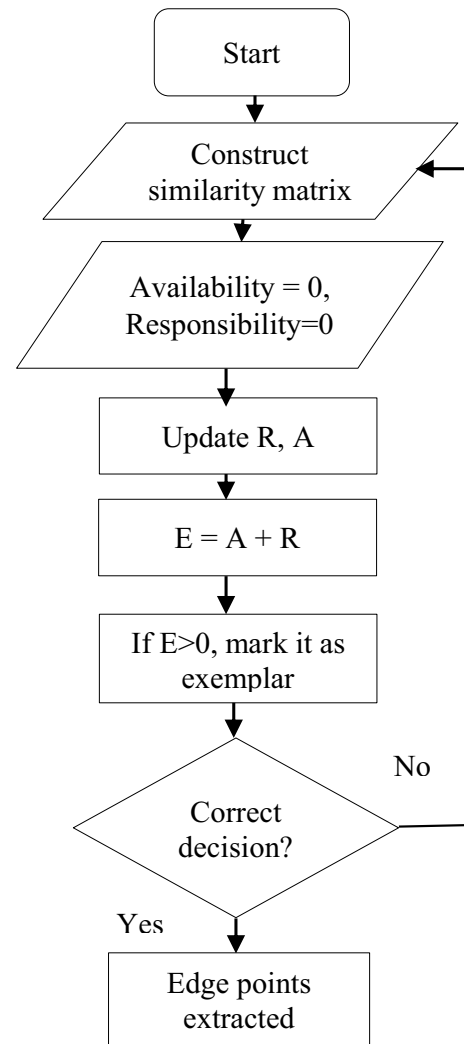 Start
Construct
similarity matrix
Availability = 0,
Responsibility=0
Update R, A
E = A + R
If E>0, mark it as
exemplar
No
Correct
decision?
Yes
Edge points
extracted